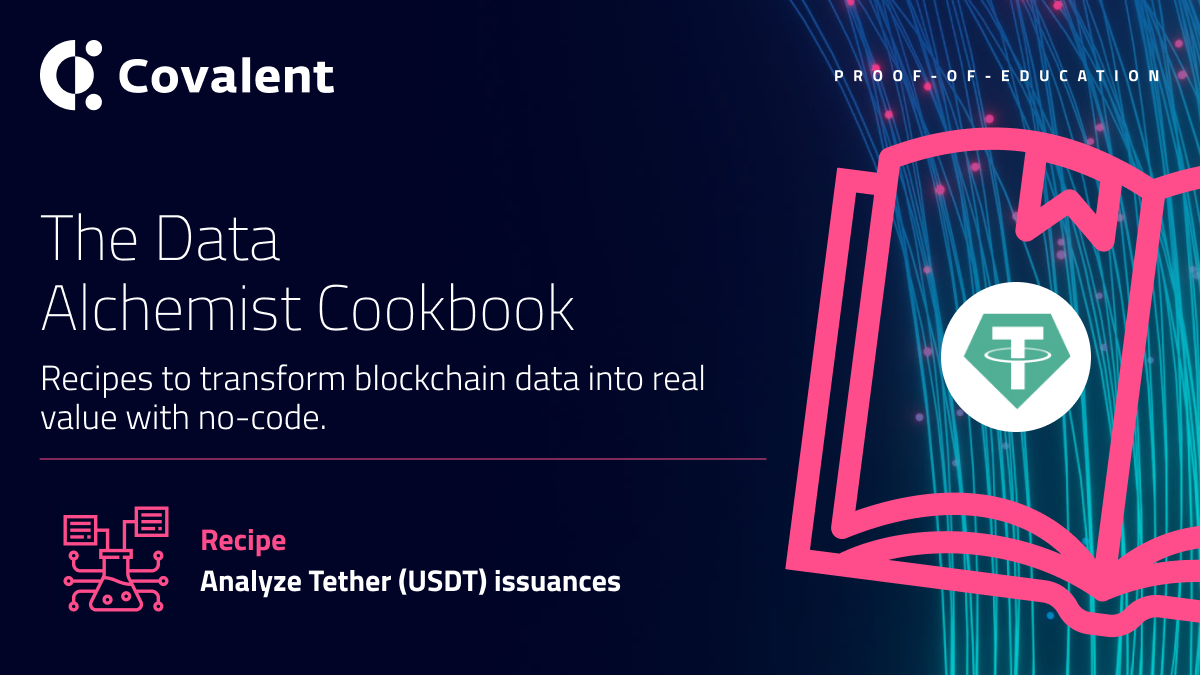 Covalent
PROOF-OF-EDUCATION
The Data
Alchemist Cookbook
Recipes to transform blockchain data into real
value with no-code.
Recipe
Analyze Tether (USDT) issuances